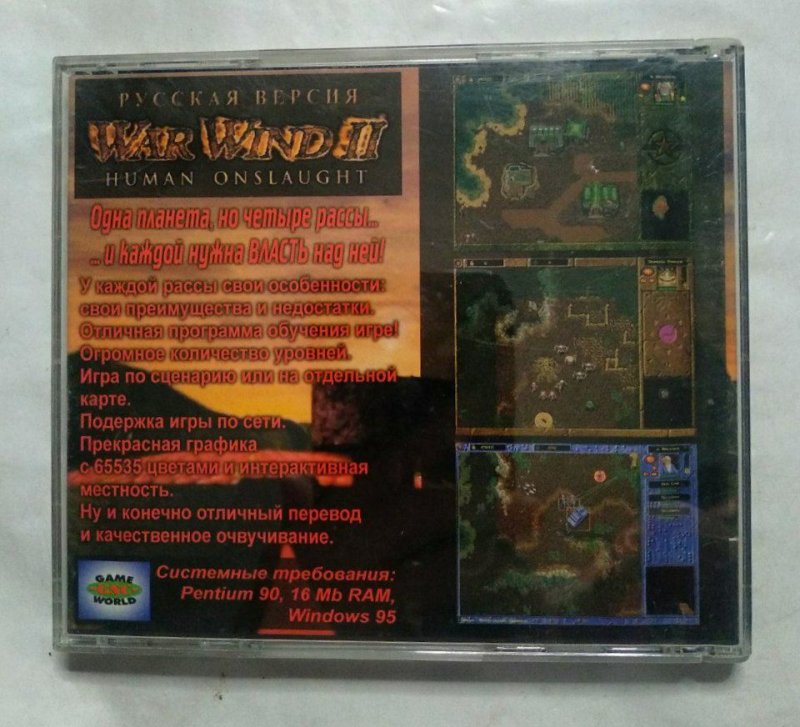 РУССКАЯ ВЕРСИЯ
WAR WIND II
HUMAN ONSLAUGHT
Одна планета, но четыре рассы...
... и каждой нужна ВЛАСТЬ над ней!
У каждой рассы свои особенности:
свои преимущества и недостатки.
Отличная программа обучения игре!
Огромное количество уровней.
Игра по сценарию или на отдельной
карте.
Подержка игры по сети.
Прекрасная графика
с 65535 цветами и интерактивная
местность.
Ну и конечно отличный перевод
и качественное очвучивание.
GAME
WORLD
Системные требования:
Pentium 90, 16 Mb RAM,
Windows 95